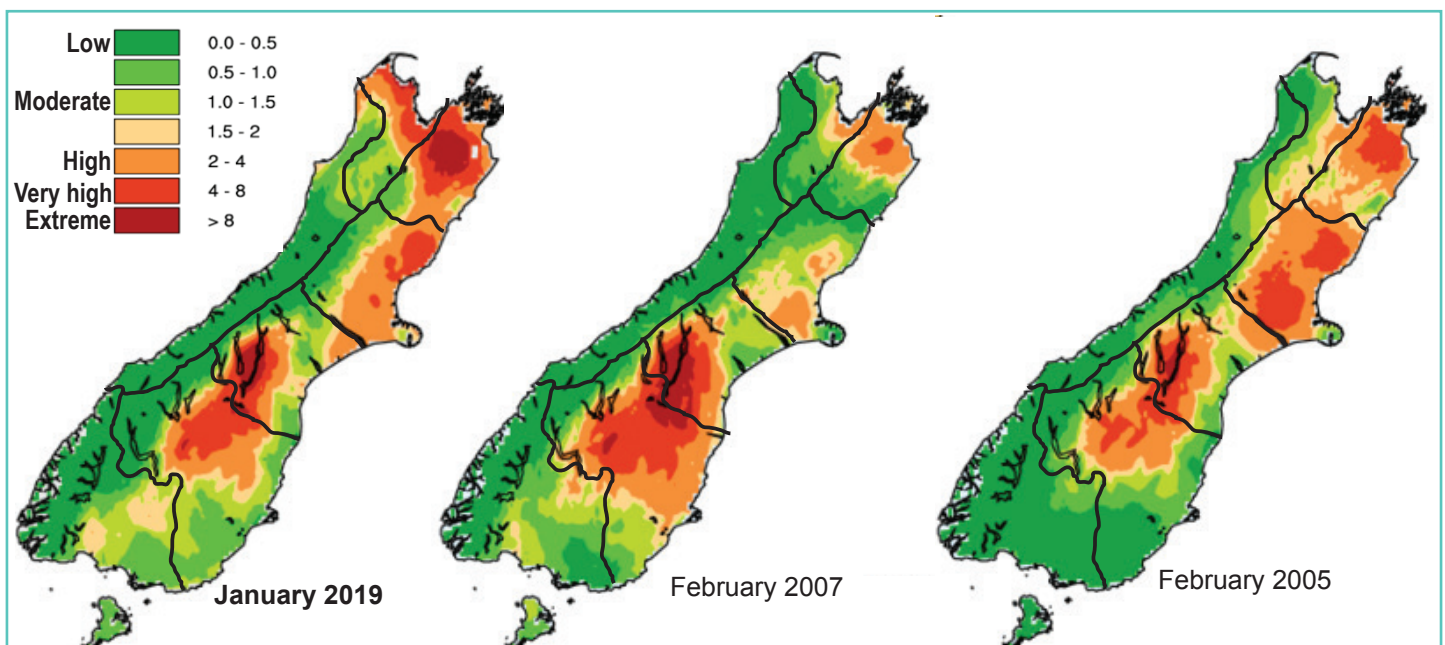 Low 0.0 - 0.5
0.5 - 1.0
Moderate 1.0 - 1.5
1.5 - 2
High 2 - 4
Very high 4 - 8
Extreme > 8
January 2019
February 2007
February 2005